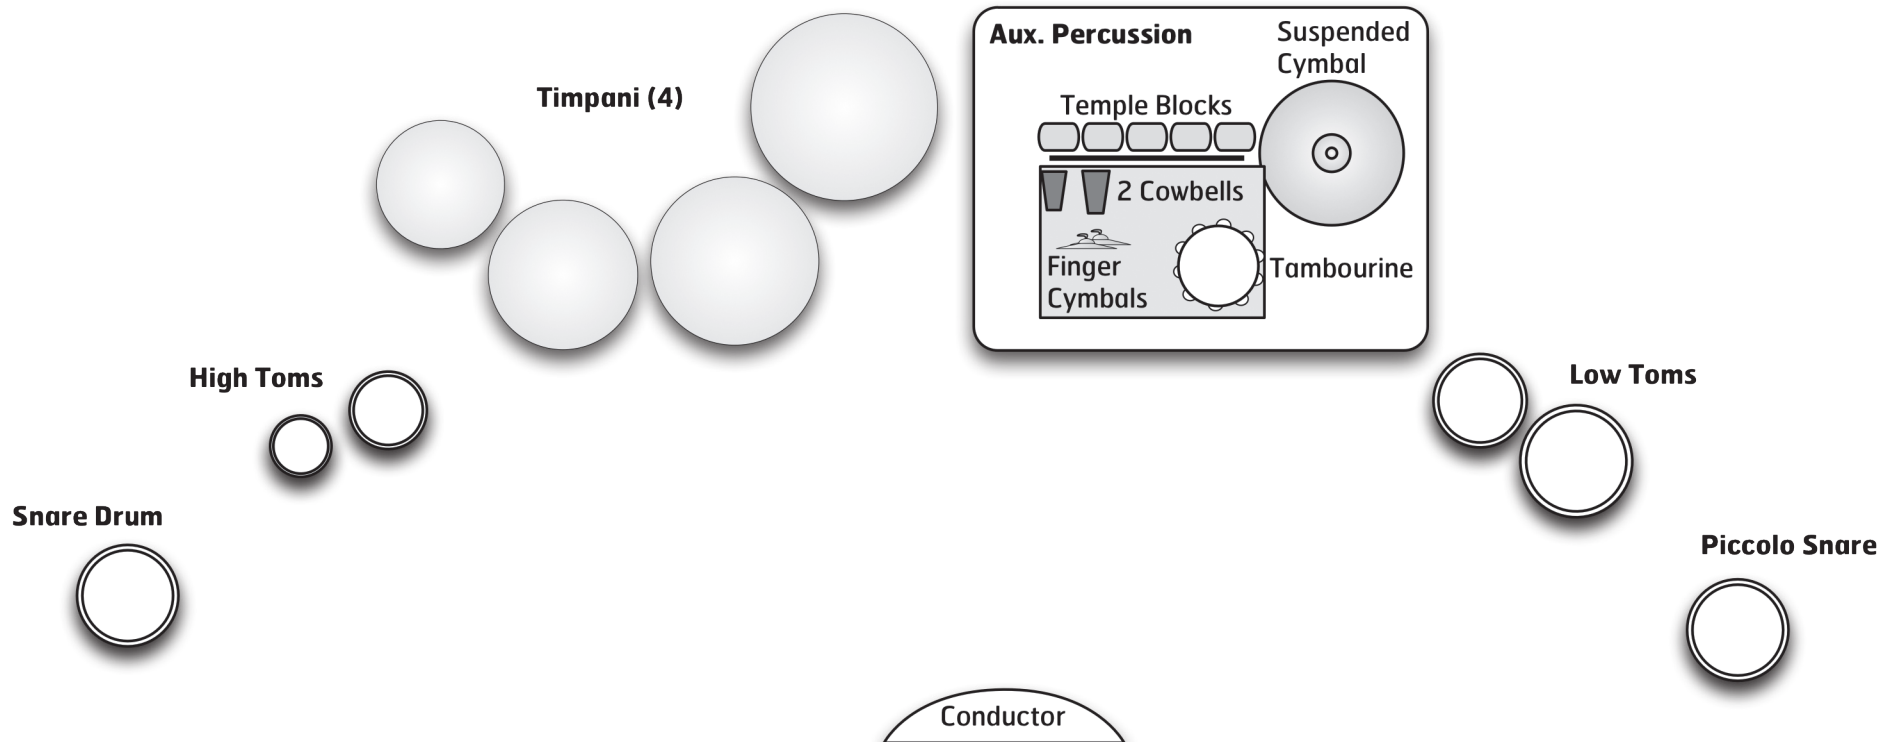 Aux. Percussion
Suspended
Cymbal
Timpani (4)
Temple Blocks
2 Cowbells
Finger
Cymbals
Tambourine
High Toms
Low Toms
Snare Drum
Piccolo Snare
Conductor